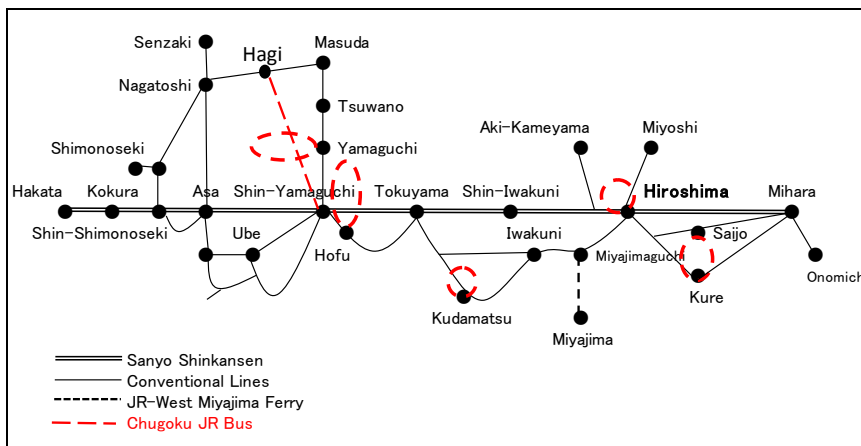 Senzaki
Hagi
Masuda
Nagatoshi
Tsuwano
Shimonoseki
Yamaguchi
Aki-Kameyama
Miyoshi
Hakata
Kokura
Asa
Shin-Yamaguchi
Tokuyama
Shin-Iwakuni
Hiroshima
Mihara
Shin-Shimonoseki
Ube
Hofu
Iwakuni
Miyajimaguchi
Saijo
Onomich
Kudamatsu
Miyajima
Kure
Sanyo Shinkansen
Conventional Lines
JR-West Miyajima Ferry
Chugoku JR Bus